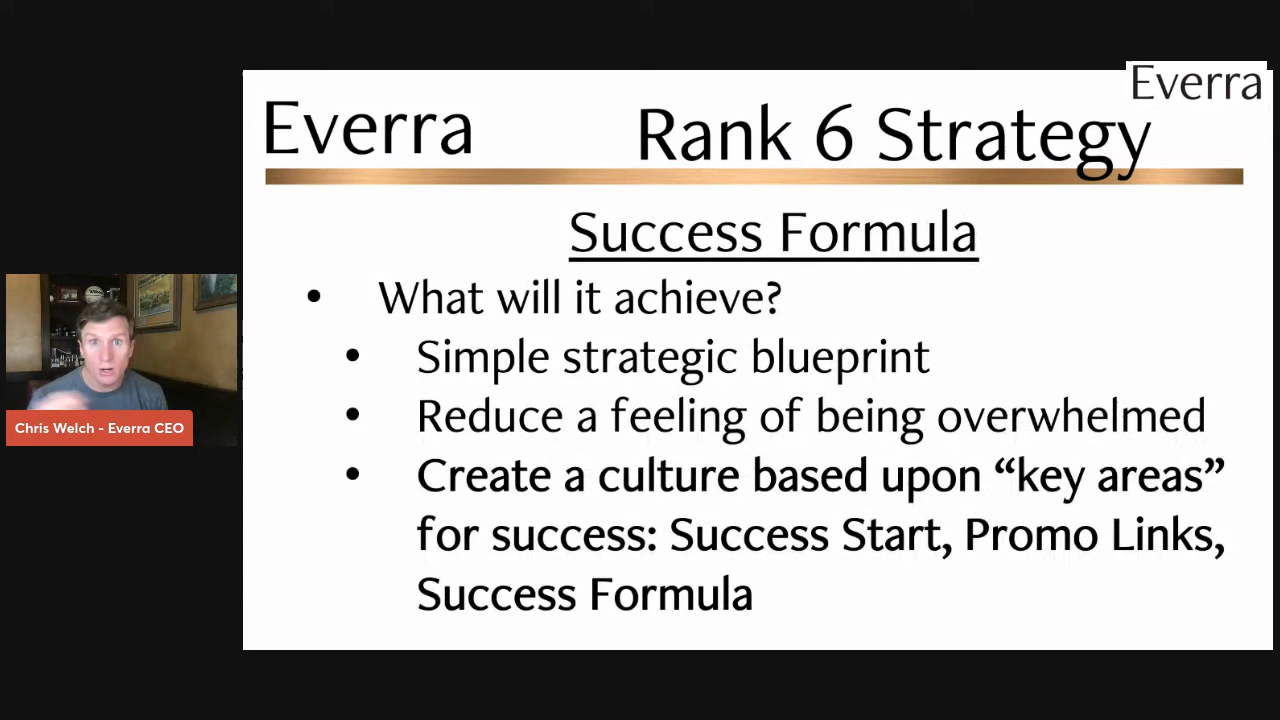 Everra
Everra
Rank 6 Strategy
Success Formula
• What will it achieve?
• Simple strategic blueprint
• Reduce a feeling of being overwhelmed
• Create a culture based upon “key areas”
for success: Success Start, Promo Links,
Success Formula
Chris Welch - Everra CEO